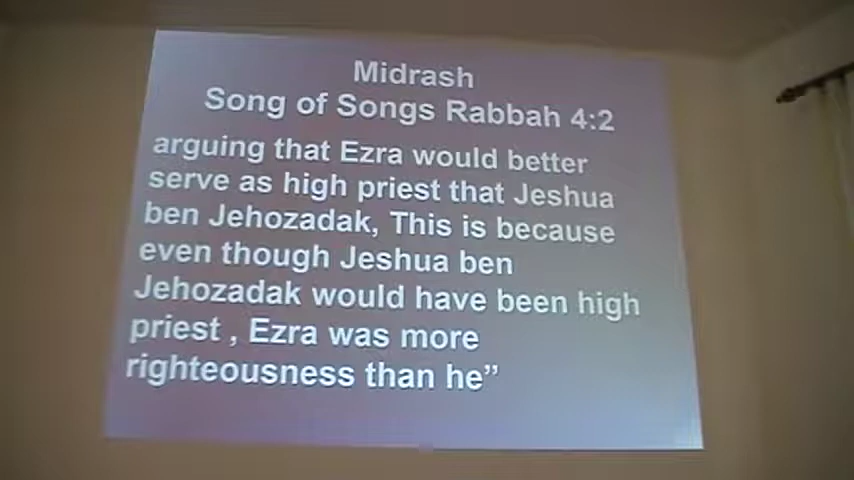 Midrash
Song of Songs Rabbah 4:2
arguing that Ezra would better
serve as high priest that Jeshua
ben Jehozadak, This is because
even though Jeshua ben
Jehozadak would have been high
priest , Ezra was more
righteousness than he”